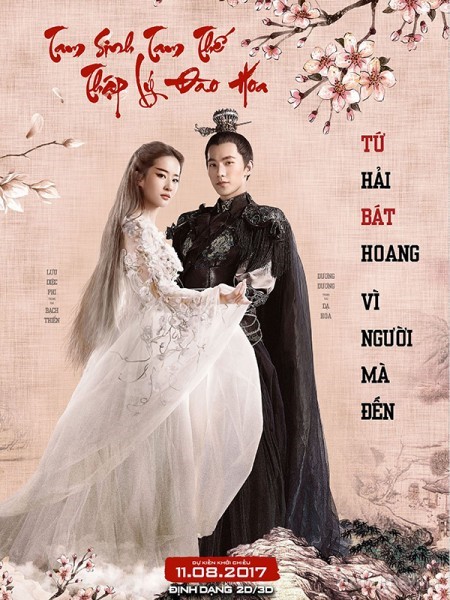 Tam Sinh Tam Thế
Thập Lý Đào Hoa
TỨ
HẢI
BÁT
HOANG
VÌ
NGƯỜI
MÀ
ĐẾN
LƯU
DIỆC
PHI
BẠCH
THIỂN
DƯƠNG
DƯƠNG
DẠ
HOA
DỰ KIẾN KHỞI CHIẾU
11.08.2017
ĐỊNH DẠNG 2D/3D